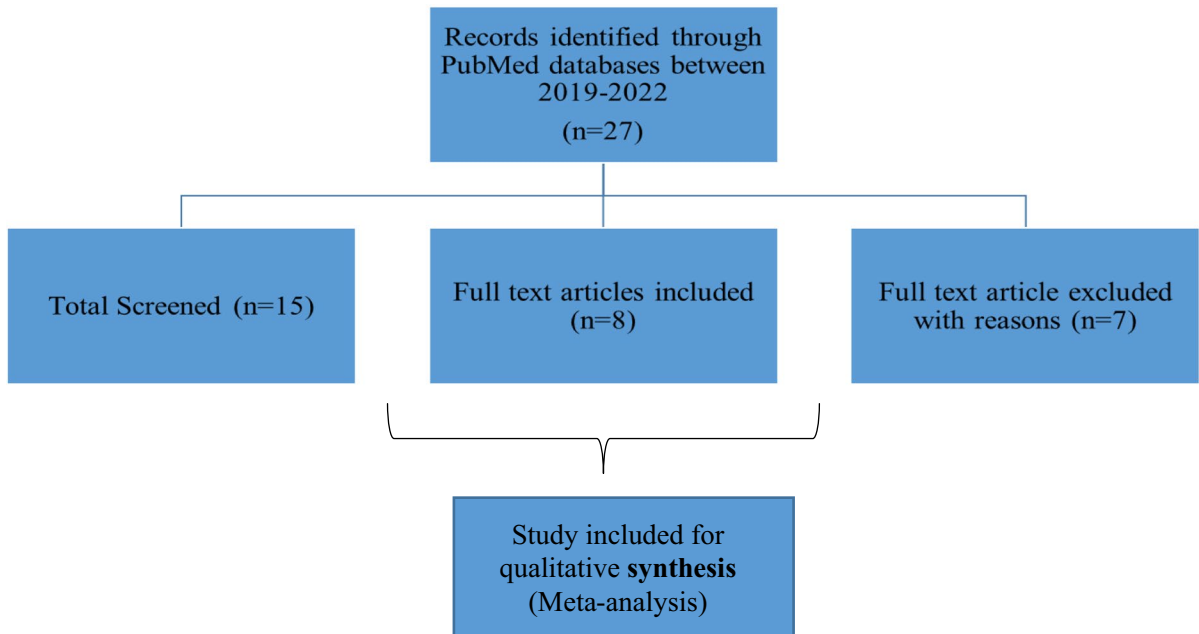 Records identified through
PubMed databases between
2019-2022
(n=27)
Total Screened (n=15)
Full text articles included
(n=8)
Full text article excluded
with reasons (n=7)
Study included for
qualitative synthesis
(Meta-analysis)